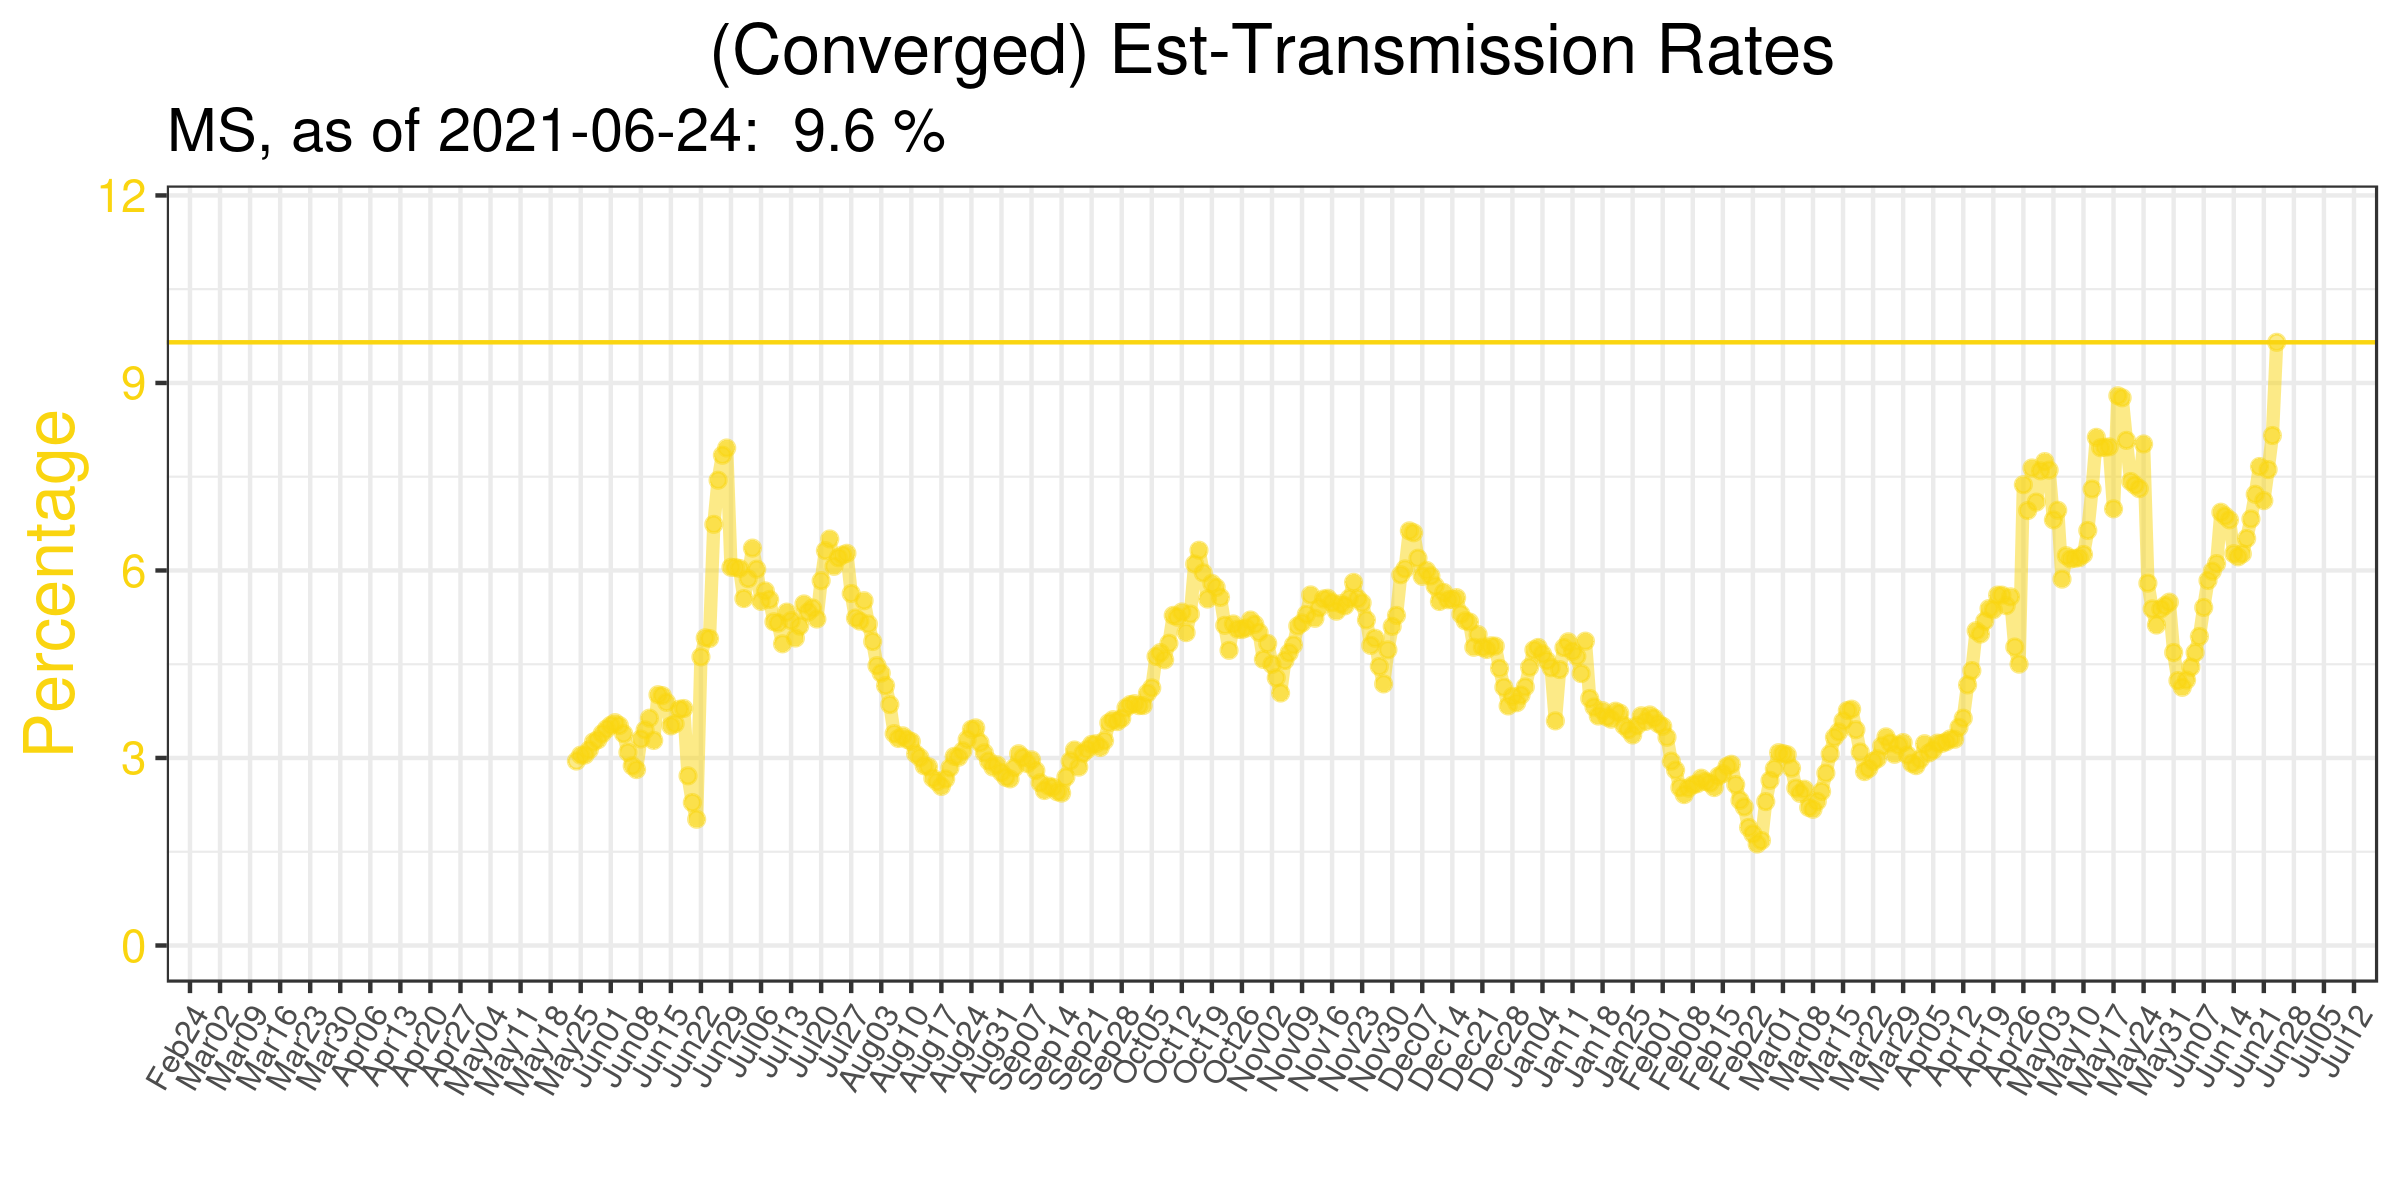 (Converged) Est-Transmission Rates
MS, as of 2021-06-24:  9.6 %
Percentage
12
9
6
3
0
Feb24
Mar02
Mar09
Mar16
Mar23
Mar30
Apr06
Apr13
Apr20
Apr27
May04
May11
May18
May25
Jun01
Jun08
Jun15
Jun22
Jun29
Jul06
Jul13
Jul20
Jul27
Aug03
Aug10
Aug17
Aug24
Aug31
Sep07
Sep14
Sep21
Sep28
Oct05
Oct12
Oct19
Oct26
Nov02
Nov09
Nov16
Nov23
Nov30
Dec07
Dec14
Dec21
Dec28
Jan04
Jan11
Jan18
Jan25
Feb01
Feb08
Feb15
Feb22
Mar01
Mar08
Mar15
Mar22
Mar29
Apr05
Apr12
Apr19
Apr26
May03
May10
May17
May24
May31
Jun07
Jun14
Jun21
Jun28
Jul05
Jul12